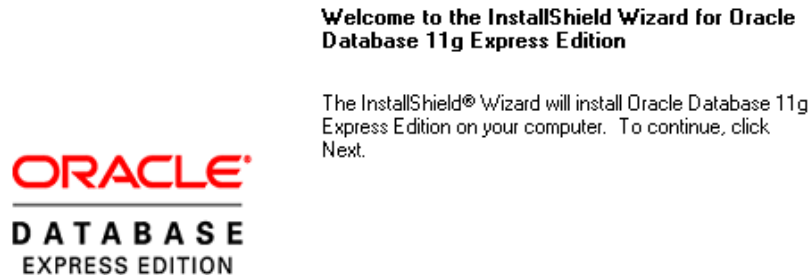 Welcome to the InstallShield Wizard for Oracle
Database 11g Express Edition
The InstallShield® Wizard will install Oracle Database 11g
Express Edition on your computer.  To continue, click
Next.
ORACLE®
DATABASE
EXPRESS EDITION